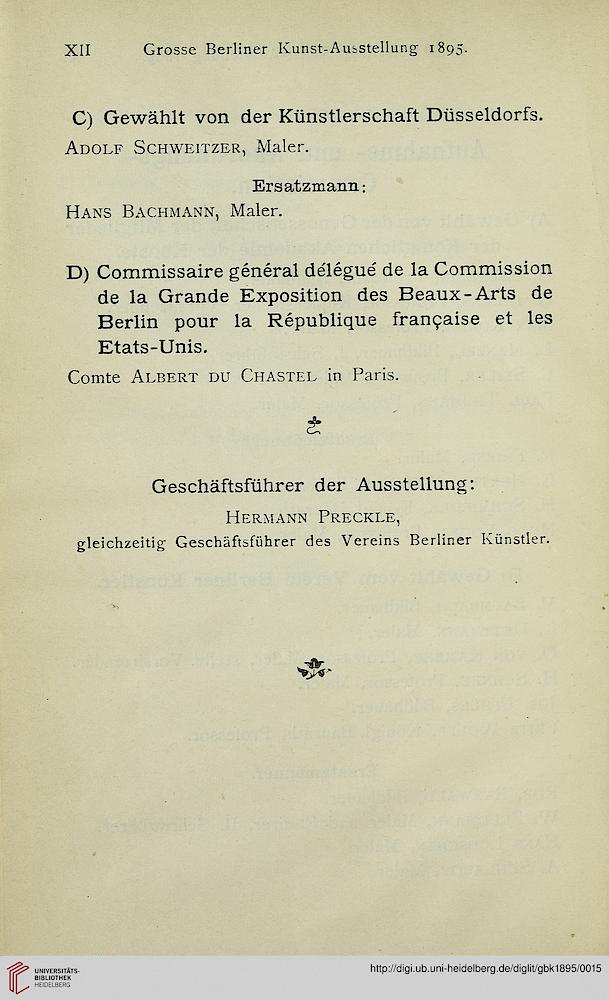 XII Grosse Berliner Kunst-Ausstellung 1895.
C) Gewählt von der Künstlerschaft Düsseldorfs.
Adolf Schweitzer, Maler.
Ersatzmann:
Hans Bachmann, Maler.
D) Commissaire général délégué de la Commission
de la Grande Exposition des Beaux-Arts de
Berlin pour la République française et les
Etats-Unis.
Comte Albert du Chastel in Paris.
Geschäftsführer der Ausstellung:
Hermann Preckle,
gleichzeitig Geschäftsführer des Vereins Berliner Künstler.
UNIVERSITÄTS-
BIBLIOTHEK
HEIDELBERG
http://digi.ub.uni-heidelberg.de/diglit/gbk1895/0015